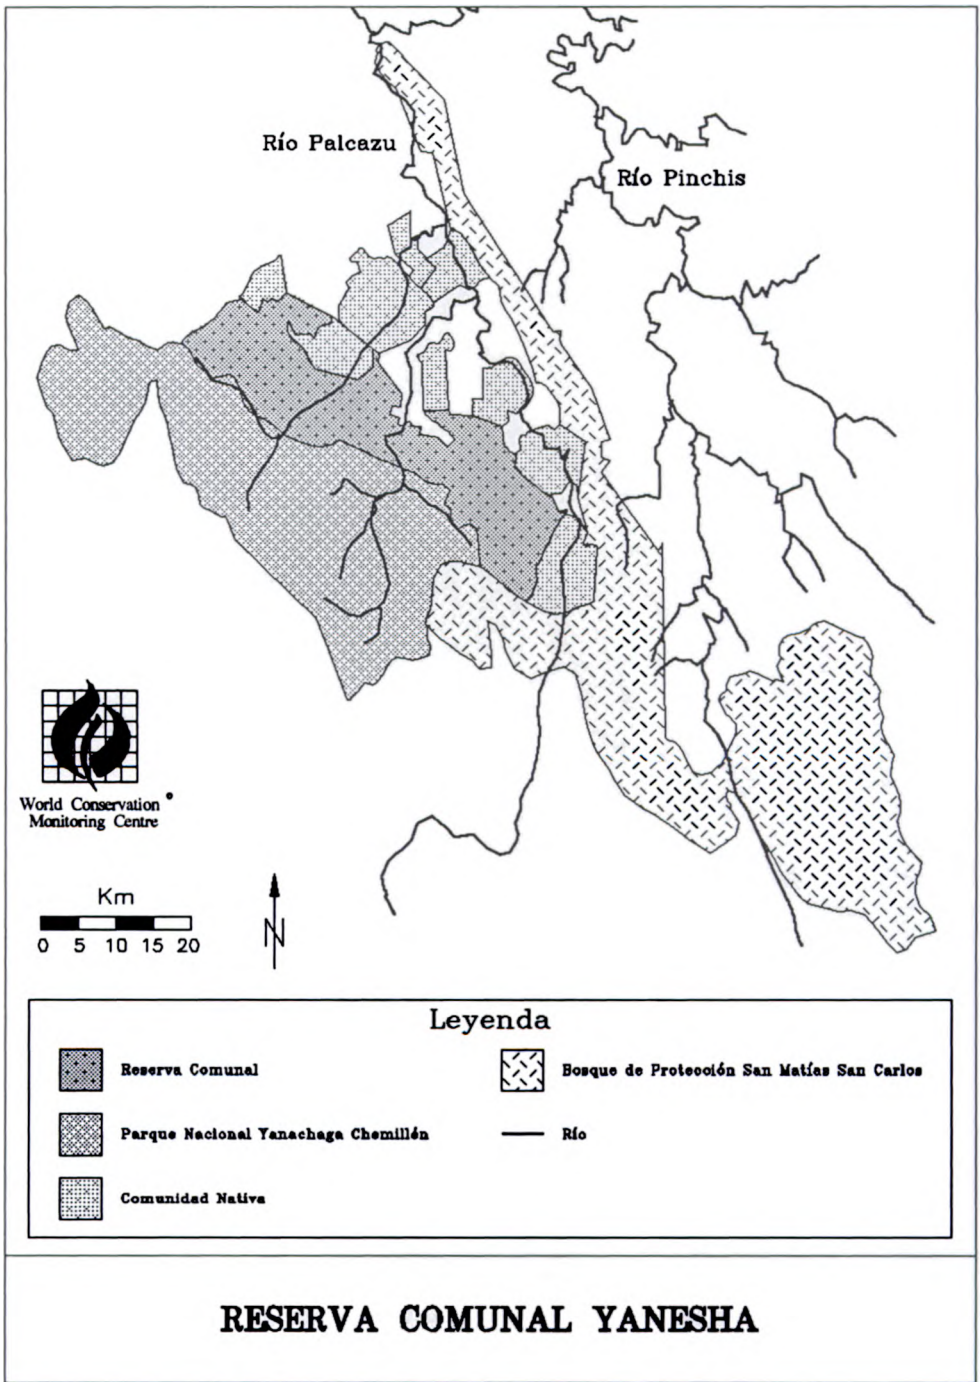 Río Palcazu
Río Pinchis
World Conservation
Monitoring Centre
Km
0 5 10 15 20
N
Leyenda
Reserva Comunal
Bosque de Protección San Matías San Carlos
Parque Nacional Yanachaga Chemillén
Río
Comunidad Nativa
RESERVA COMUNAL YANESHA